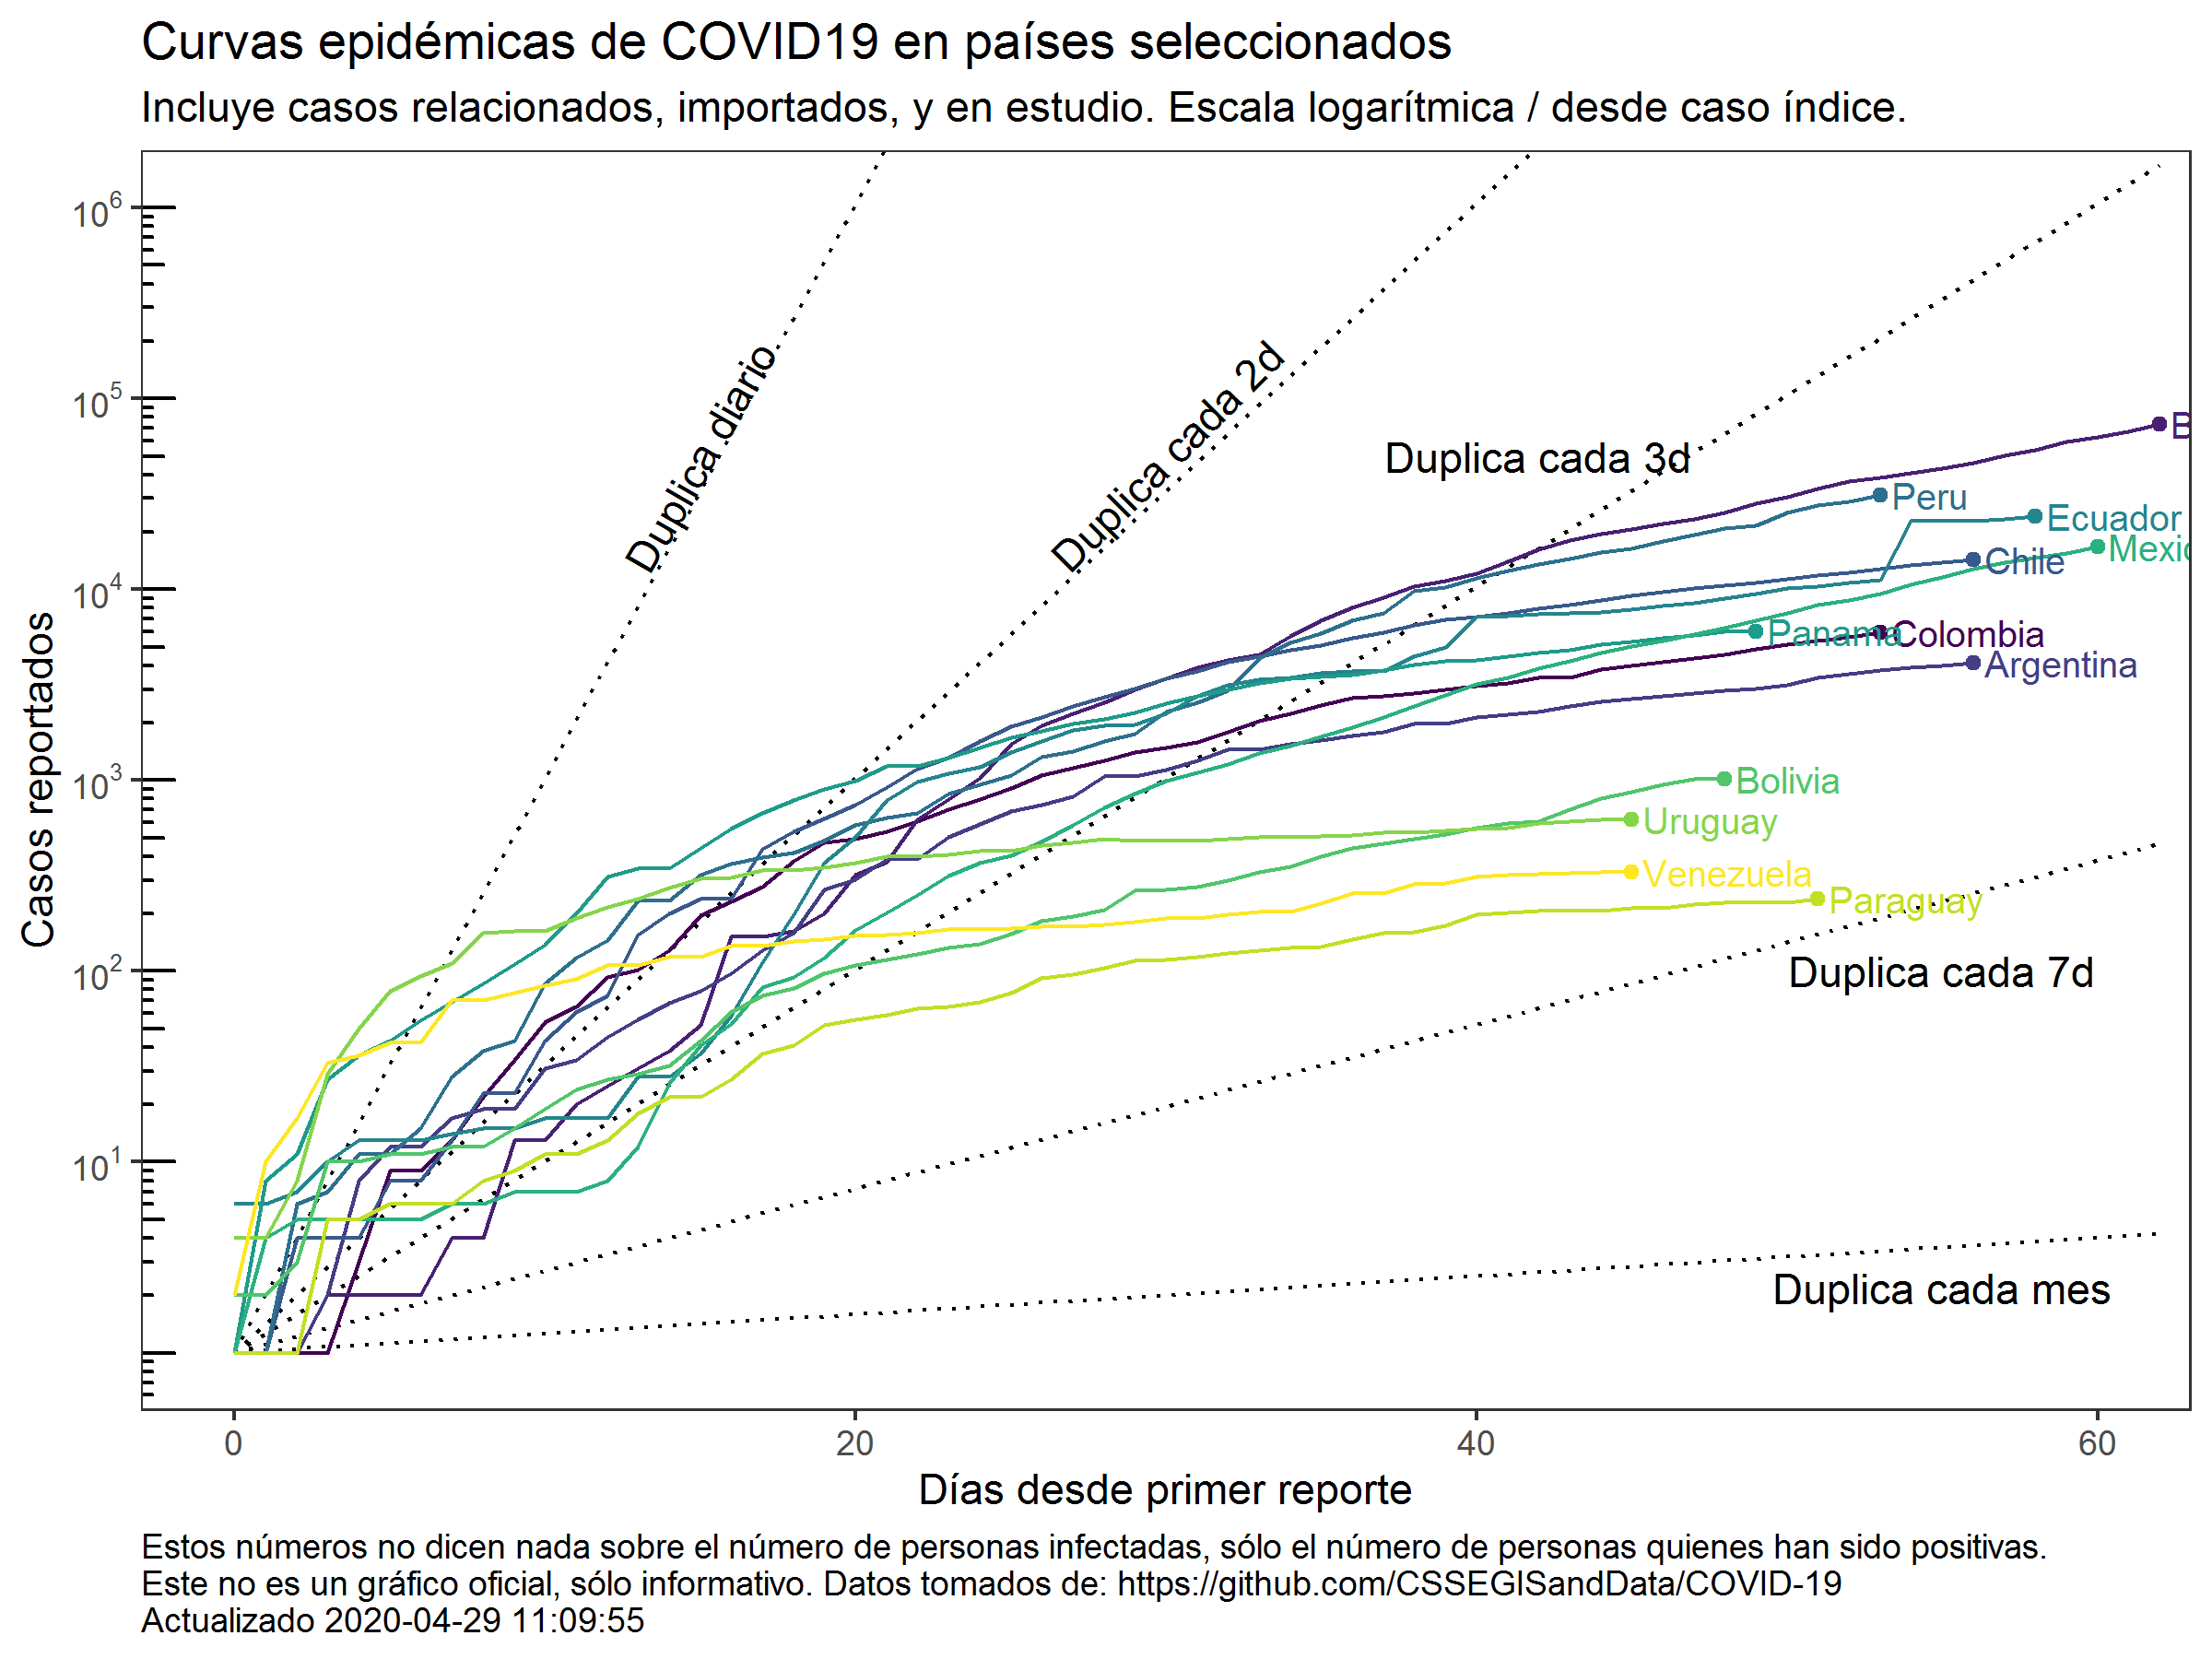 Curvas epidémicas de COVID19 en países seleccionados
Incluye casos relacionados, importados, y en estudio. Escala logarítmica / desde caso índice.
10^6
10^5
10^4
10^3
10^2
10^1
Casos reportados
Duplica diario
Duplica cada 2d
Duplica cada 3d
B
Peru
Ecuador
Mexic
Chile
Panama
Colombia
Argentina
Bolivia
Uruguay
Venezuela
Paraguay
Duplica cada 7d
Duplica cada mes
0 20 40 60
Días desde primer reporte
Estos números no dicen nada sobre el número de personas infectadas, sólo el número de personas quienes han sido positivas.
Este no es un gráfico oficial, sólo informativo. Datos tomados de: https://github.com/CSSEGISandData/COVID-19
Actualizado 2020-04-29 11:09:55